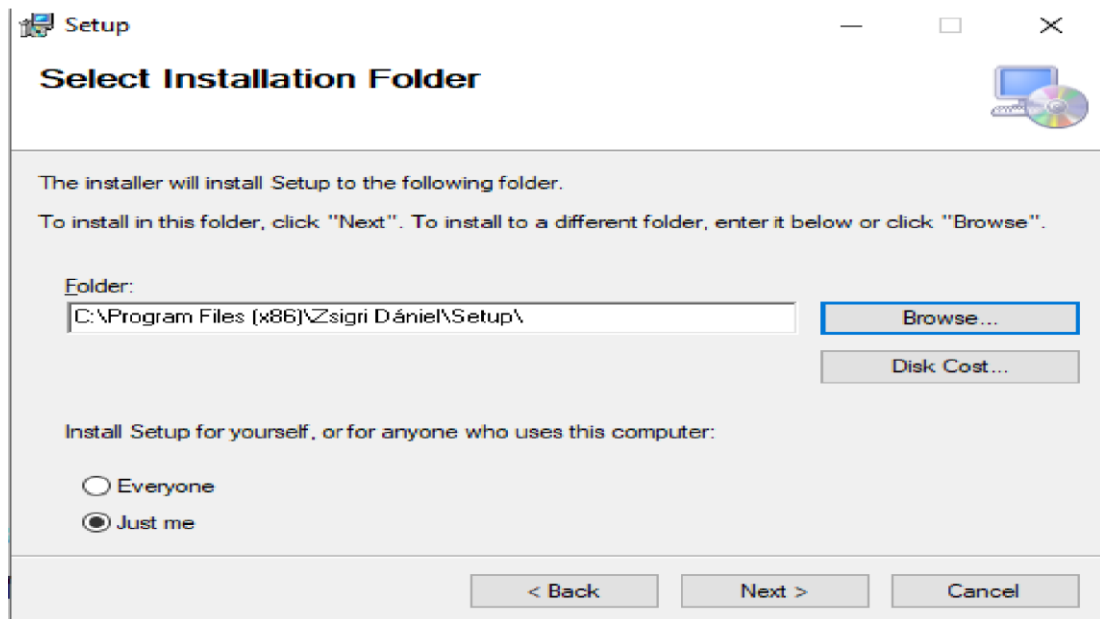 Setup
Select Installation Folder
The installer will install Setup to the following folder.
To install in this folder, click "Next". To install to a different folder, enter it below or click "Browse".
Folder:
C:\Program Files (x86)\Zsigri Dániel\Setup\
Browse...
Disk Cost...
Install Setup for yourself, or for anyone who uses this computer:
Everyone
Just me
< Back Next > Cancel